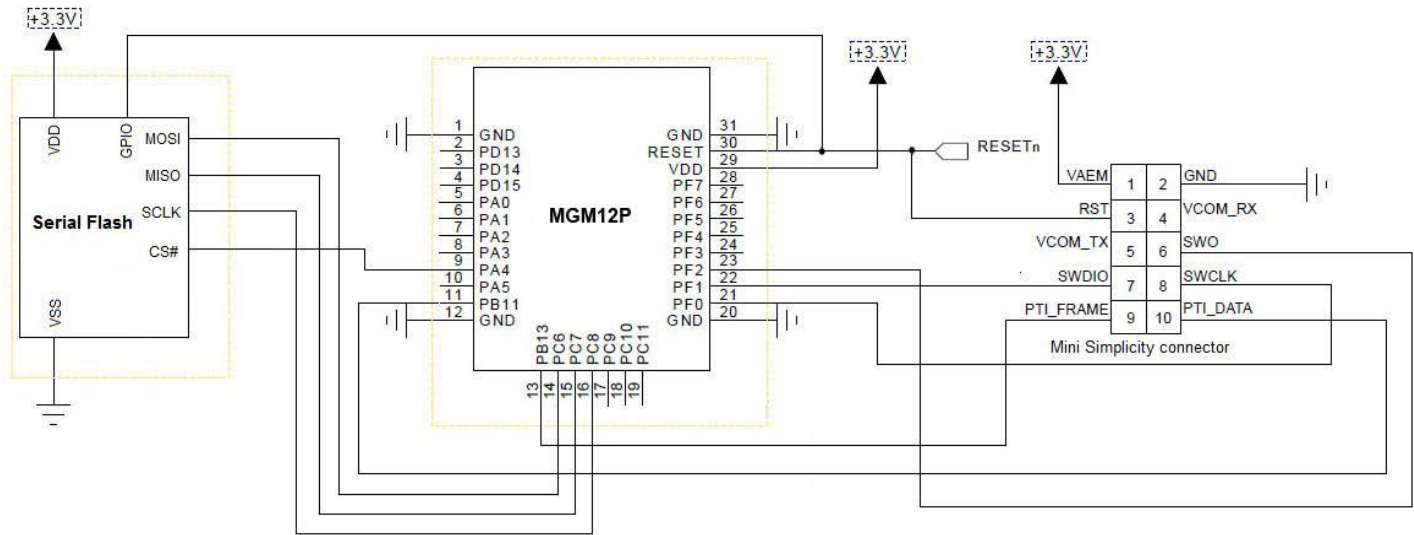 +3.3V
+3.3V
+3.3V
VDD
GPIO
MOSI
MISO
SCLK
CS#
VSS
Serial Flash
MGM12P
1 GND
2 PD13
3 PD14
4 PD15
5 PA0
6 PA1
7 PA2
8 PA3
9 PA4
10 PA5
11 PB11
12 GND
13 PB13
14 PC6
15 PC7
16 PC8
17 PC9
18 PC10
19 PC11
GND 31
RESET 30
VDD 29
PF7 28
PF6 27
PF5 26
PF4 25
PF3 24
PF2 23
PF1 22
PF0 21
GND 20
RESETn
VAEM 1 2 GND
RST 3 4 VCOM_RX
VCOM_TX 5 6 SWO
SWDIO 7 8 SWCLK
PTI_FRAME 9 10 PTI_DATA
Mini Simplicity connector